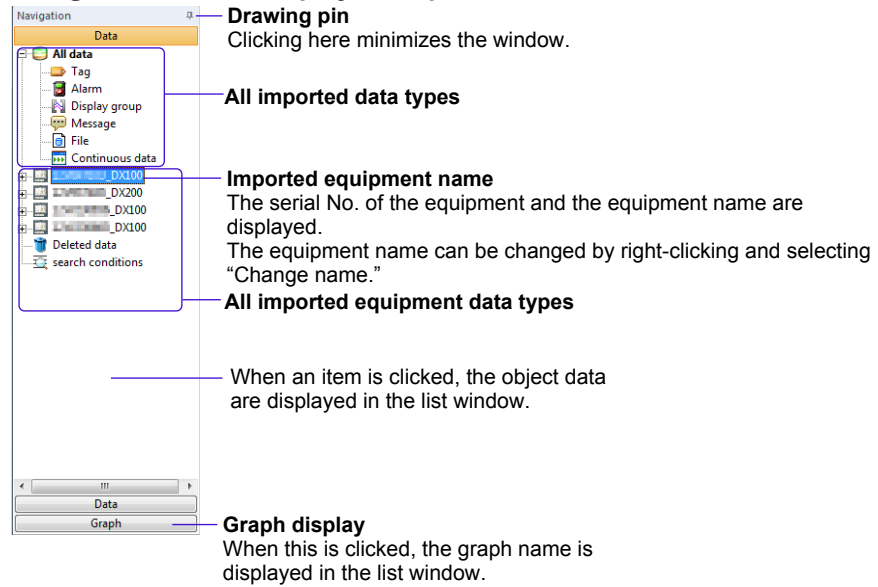 Navigation
Drawing pin
Clicking here minimizes the window.
Data
All data
Tag
Alarm
Display group
Message
File
Continuous data
All imported data types
_DX100
_DX200
_DX100
_DX100
Deleted data
search conditions
Imported equipment name
The serial No. of the equipment and the equipment name are
displayed.
The equipment name can be changed by right-clicking and selecting
“Change name.”
All imported equipment data types
When an item is clicked, the object data
are displayed in the list window.
Data
Graph
Graph display
When this is clicked, the graph name is
displayed in the list window.